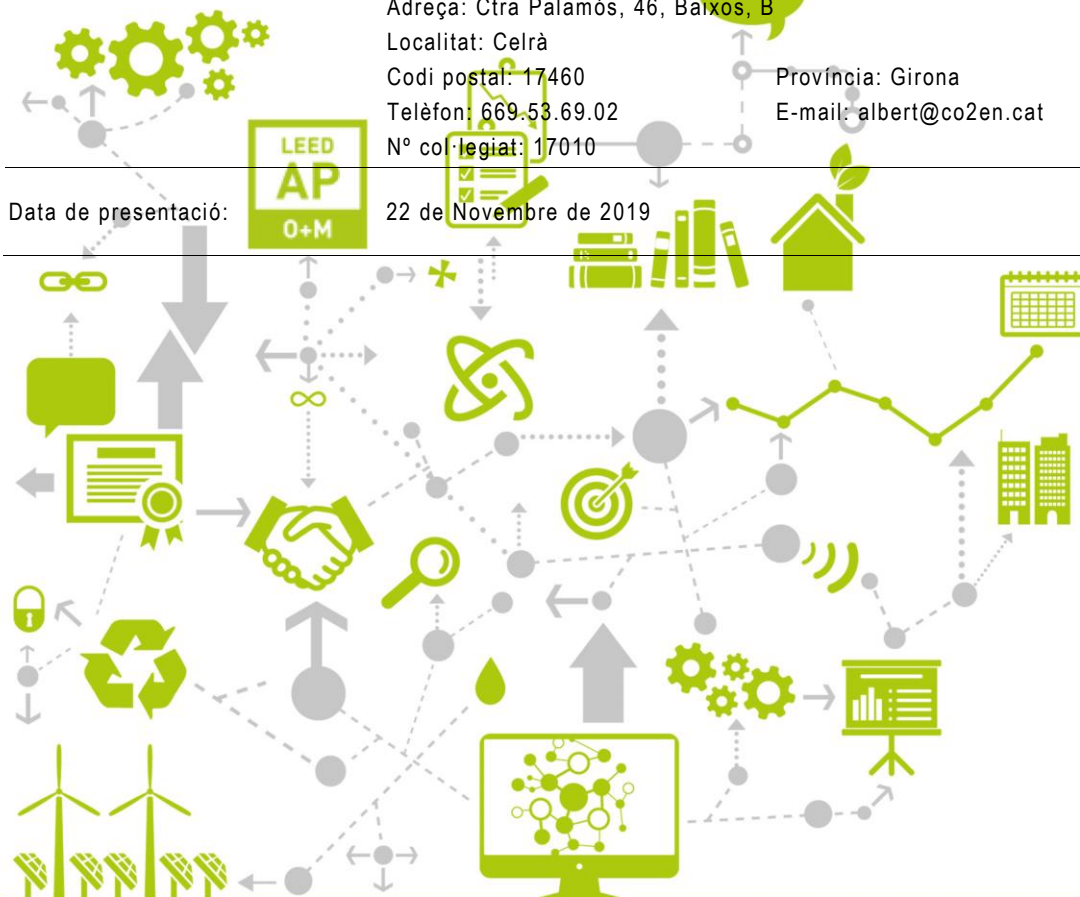 Adreça: Ctra Palamós, 46, Baixos, B
Localitat: Celrà
Codi postal: 17460 Província: Girona
Telèfon: 669.53.69.02 E-mail: albert@co2en.cat
Nº col·legiat: 17010
LEED
AP
O+M
Data de presentació: 22 de Novembre de 2019